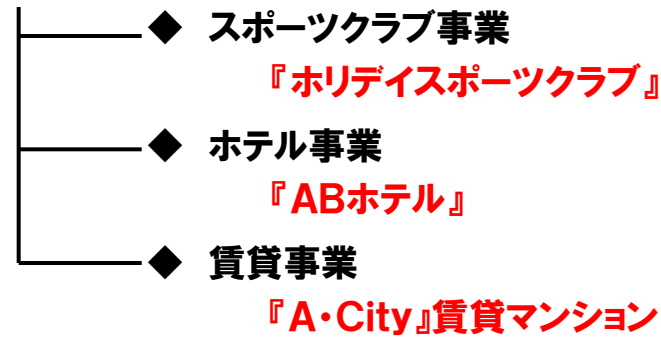 ◆ スポーツクラブ事業
『ホリデイスポーツクラブ』
◆ ホテル事業
『ABホテル』
◆ 賃貸事業
『A・City』賃貸マンション